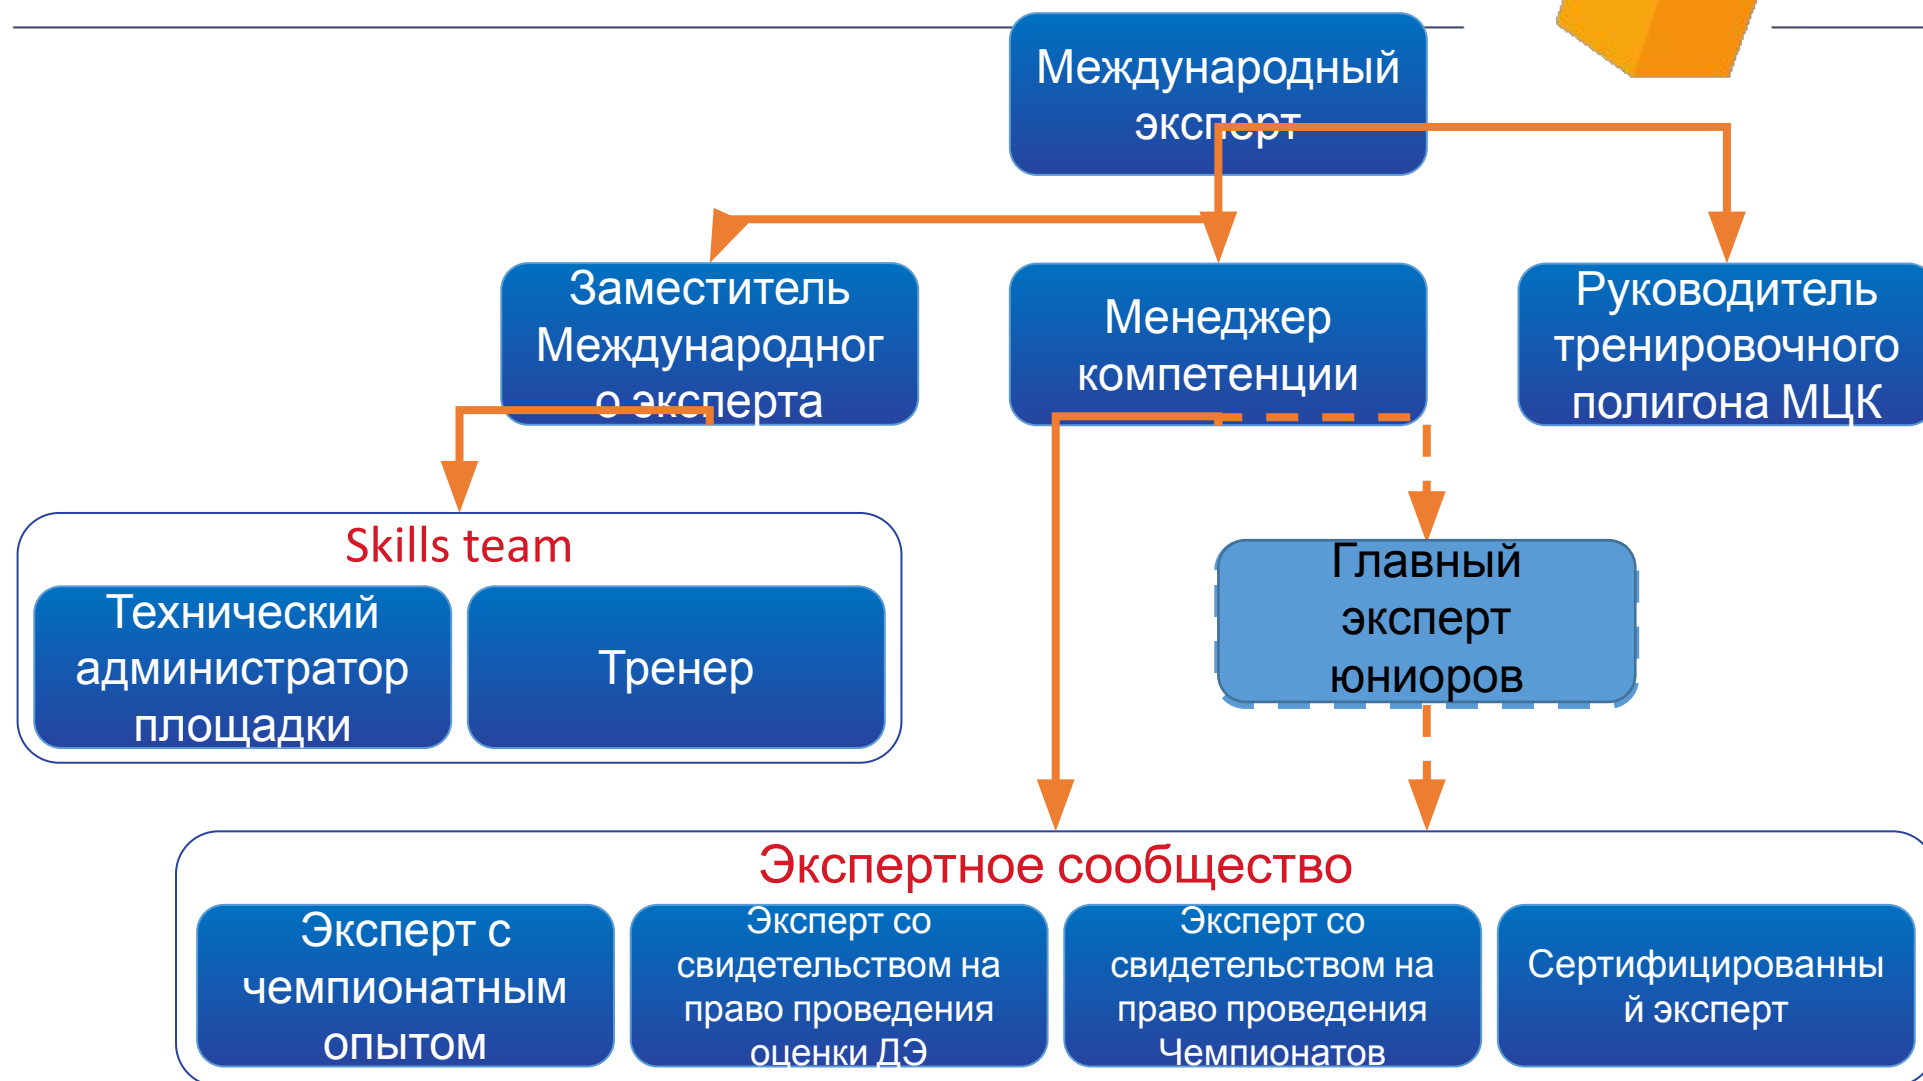 Международный
эксперт
Заместитель
Международног
о эксперта
Менеджер
компетенции
Руководитель
тренировочного
полигона МЦК
Skills team
Технический
администратор
площадки
Тренер
Главный
эксперт
юниоров
Экспертное сообщество
Эксперт с
чемпионатным
опытом
Эксперт со
свидетельством на
право проведения
оценки ДЭ
Эксперт со
свидетельством на
право проведения
Чемпионатов
Сертифицированны
й эксперт